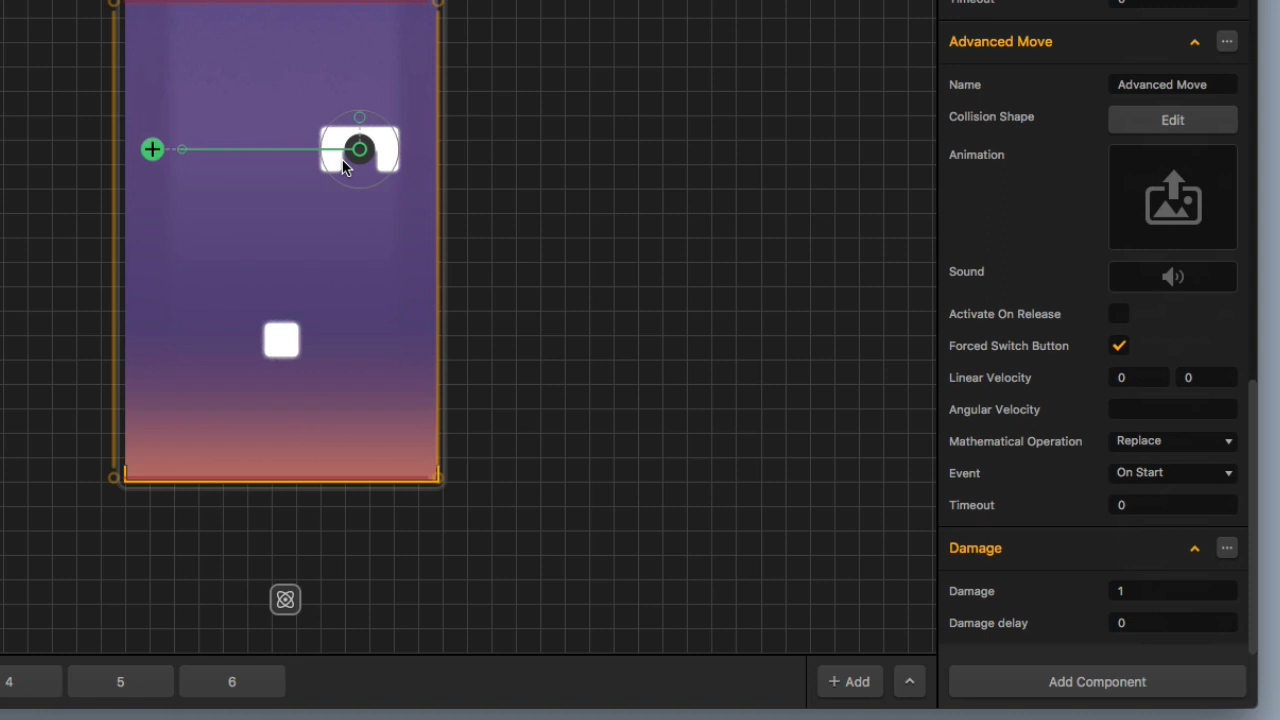 Advanced Move
Name Advanced Move
Collision Shape Edit
Animation
Sound
Activate On Release
Forced Switch Button
Linear Velocity 0 0
Angular Velocity
Mathematical Operation Replace
Event On Start
Timeout 0
Damage
Damage 1
Damage delay 0
4 5 6 + Add Add Component